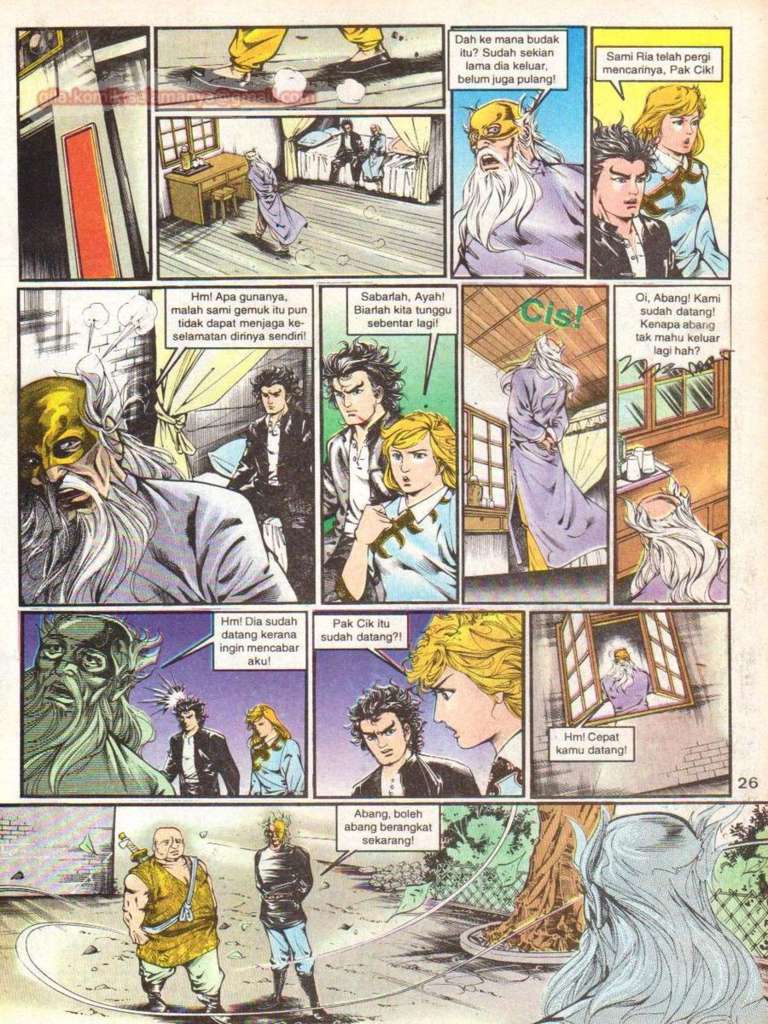 Dah ke mana budak
itu? Sudah sekian
lama dia keluar,
belum juga pulang!
Sami Ria telah pergi
mencarinya, Pak Cik!
Hm! Apa gunanya,
malah sami gemuk itu pun
tidak dapat menjaga ke-
selamatan dirinya sendiri!
Sabarlah, Ayah!
Biarlah kita tunggu
sebentar lagi!
Cis!
Oi, Abang! Kami
sudah datang!
Kenapa abang
tak mahu keluar
lagi hah?
Hm! Dia sudah
datang kerana
ingin mencabar
aku!
Pak Cik itu
sudah datang?!
Hm! Cepat
kamu datang!
26
Abang, boleh
abang berangkat
sekarang!